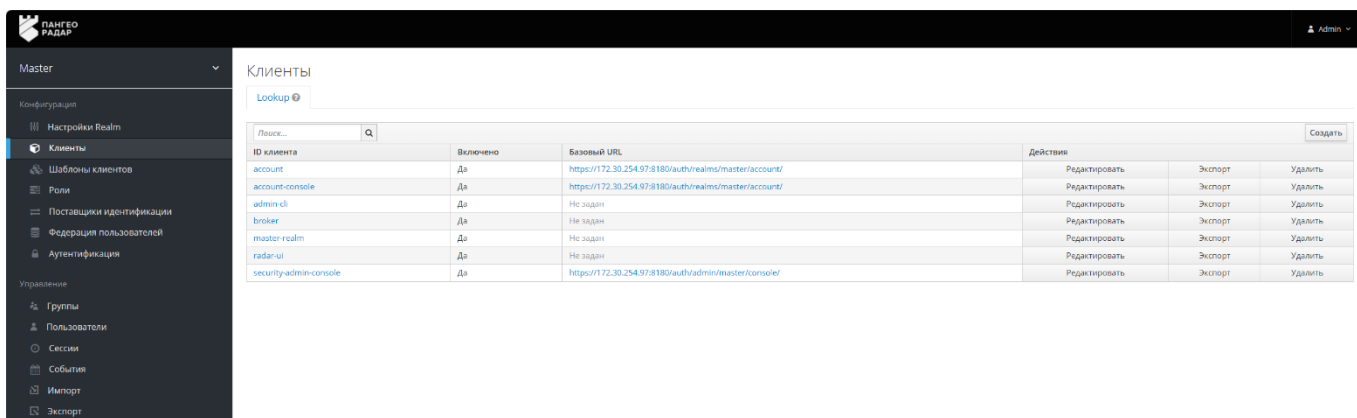 ПАНГЕО
РАДАР
Admin
Master
Клиенты
Lookup
Конфигурация
Настройки Realm
Клиенты
Шаблоны клиентов
Роли
Поставщики идентификации
Федерация пользователей
Аутентификация
Управление
Группы
Пользователи
Сессии
События
Импорт
Экспорт
Поиск...
Создать
ID клиента Включено Базовый URL Действия
account Да https://172.30.254.97:8180/auth/realms/master/account/ Редактировать Экспорт Удалить
account-console Да https://172.30.254.97:8180/auth/realms/master/account/ Редактировать Экспорт Удалить
admin-cli Да Не задан Редактировать Экспорт Удалить
broker Да Не задан Редактировать Экспорт Удалить
master-realm Да Не задан Редактировать Экспорт Удалить
radar-ui Да Не задан Редактировать Экспорт Удалить
security-admin-console Да https://172.30.254.97:8180/auth/admin/master/console/ Редактировать Экспорт Удалить